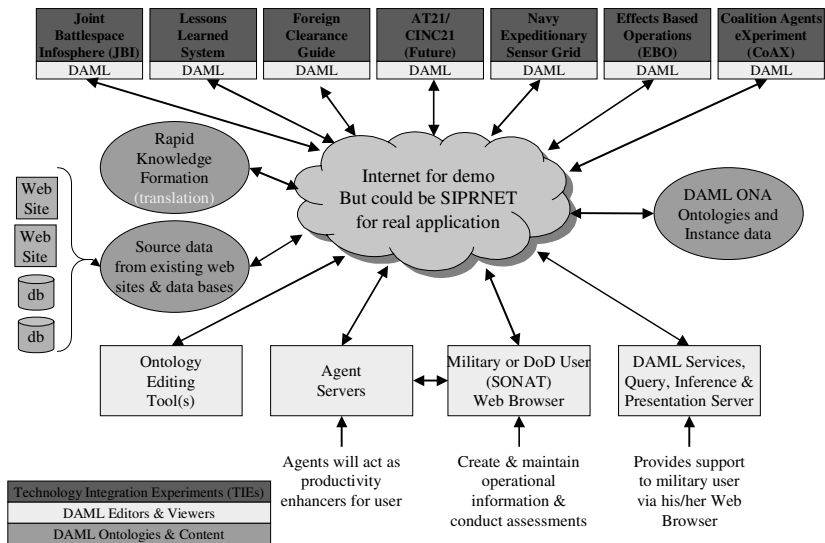 Joint
Battlespace
Infosphere (JBI)
DAML
Lessons
Learned
System
DAML
Foreign
Clearance
Guide
DAML
AT21/
CINC21
(Future)
DAML
Navy
Expeditionary
Sensor Grid
DAML
Effects Based
Operations
(EBO)
DAML
Coalition Agents
eXperiment
(CoAX)
DAML
Rapid
Knowledge
Formation
(translation)
Internet for demo
But could be SIPRNET
for real application
DAML ONA
Ontologies and
Instance data
Web
Site
Web
Site
db
db
Source data
from existing web
sites & data bases
Ontology
Editing
Tool(s)
Agent
Servers
Military or DoD User
(SONAT)
Web Browser
DAML Services,
Query, Inference &
Presentation Server
Agents will act as
productivity
enhancers for user
Create & maintain
operational
information &
conduct assessments
Provides support
to military user
via his/her Web
Browser
Technology Integration Experiments (TIEs)
DAML Editors & Viewers
DAML Ontologies & Content